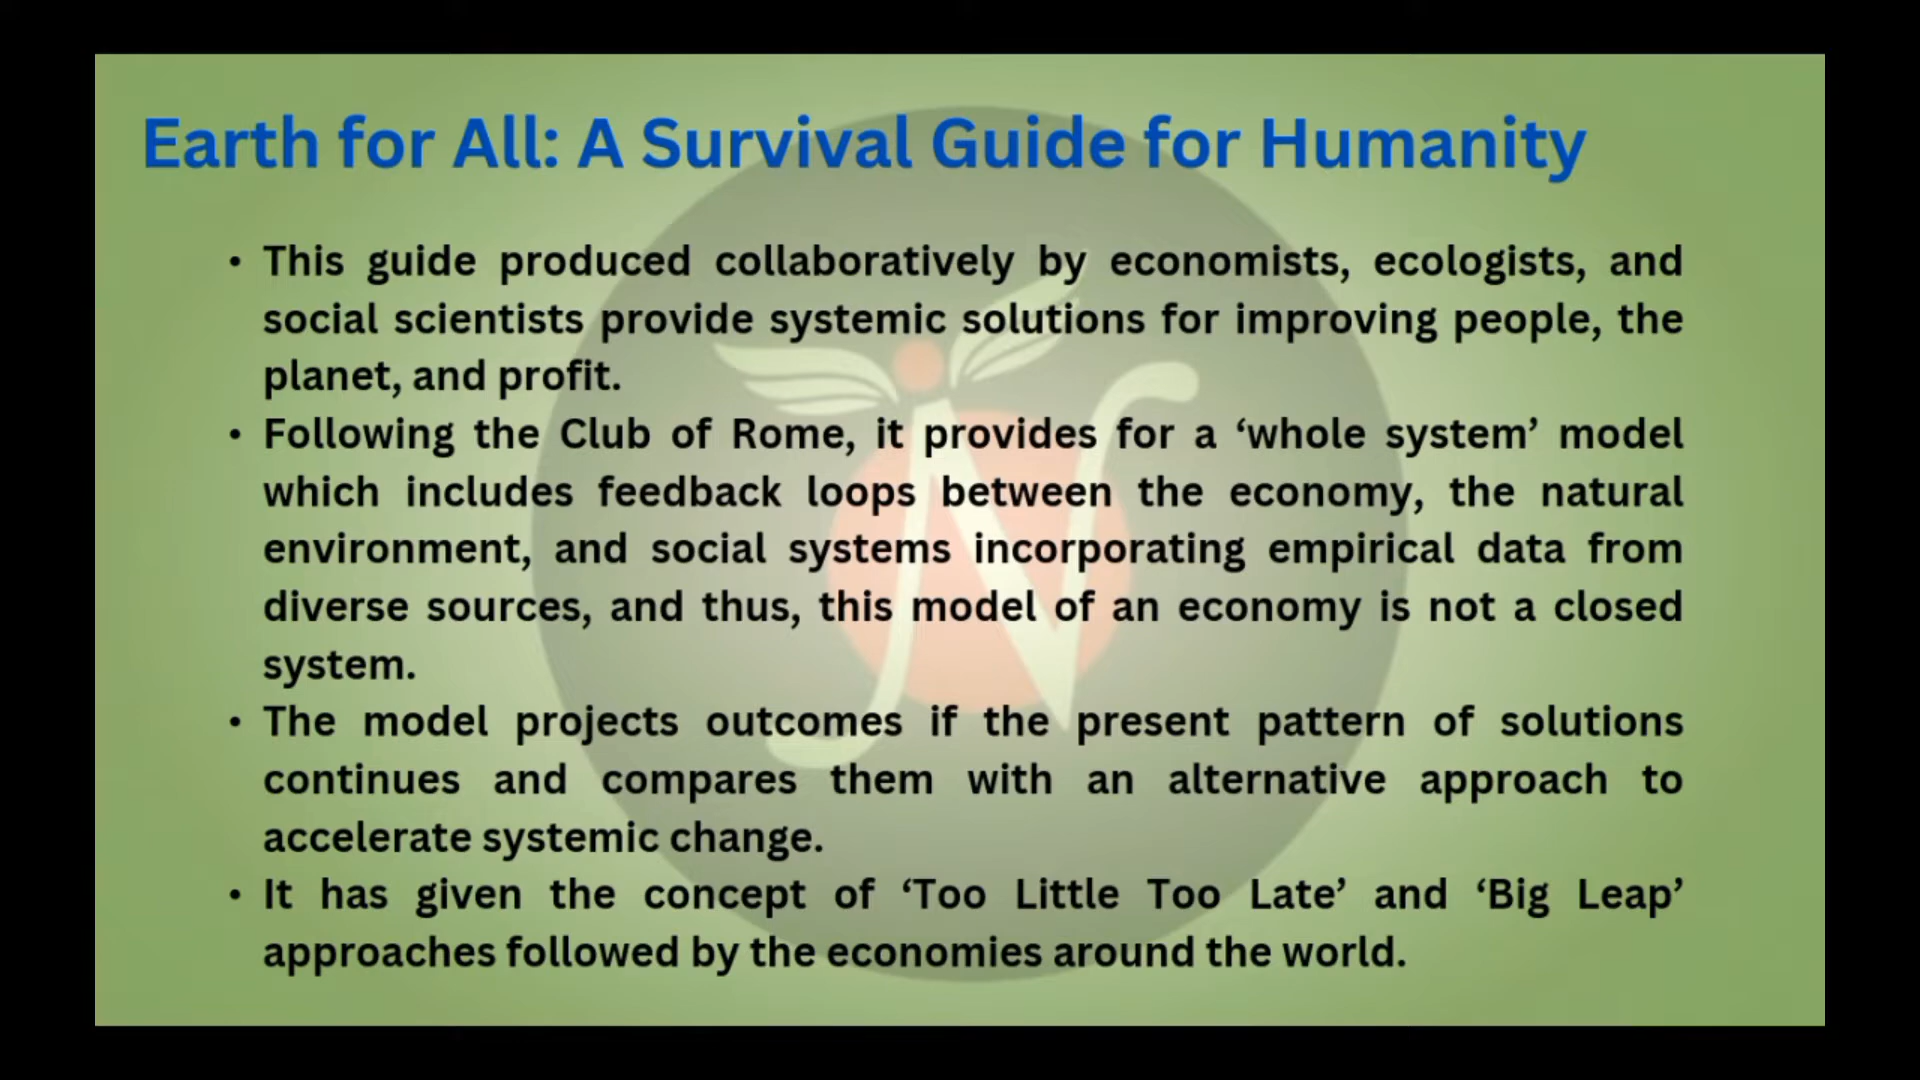 Earth for All: A Survival Guide for Humanity
• This guide produced collaboratively by economists, ecologists, and
social scientists provide systemic solutions for improving people, the
planet, and profit.
• Following the Club of Rome, it provides for a ‘whole system’ model
which includes feedback loops between the economy, the natural
environment, and social systems incorporating empirical data from
diverse sources, and thus, this model of an economy is not a closed
system.
• The model projects outcomes if the present pattern of solutions
continues and compares them with an alternative approach to
accelerate systemic change.
• It has given the concept of ‘Too Little Too Late’ and ‘Big Leap’
approaches followed by the economies around the world.